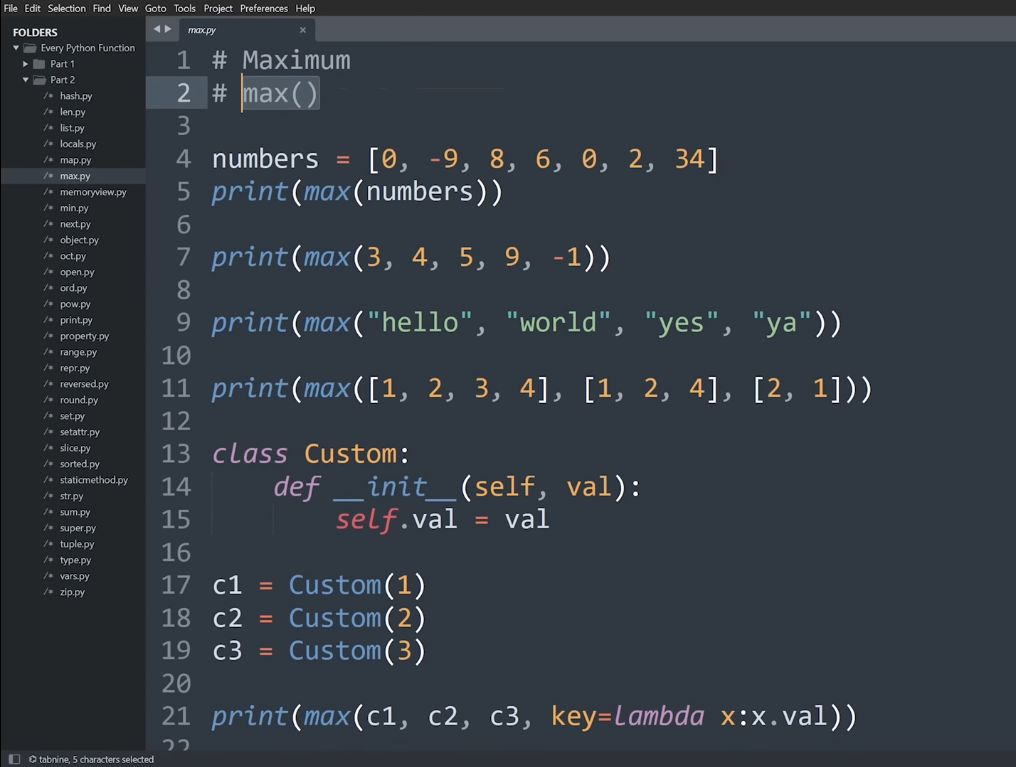 File Edit Selection Find View Goto Tools Project Preferences Help
FOLDERS
Every Python Function
Part 1
Part 2
/* hash.py
/* len.py
/* list.py
/* locals.py
/* map.py
/* max.py
/* memoryview.py
/* min.py
/* next.py
/* object.py
/* oct.py
/* open.py
/* ord.py
/* pow.py
/* print.py
/* property.py
/* range.py
/* repr.py
/* reversed.py
/* round.py
/* set.py
/* setattr.py
/* slice.py
/* sorted.py
/* staticmethod.py
/* str.py
/* sum.py
/* super.py
/* tuple.py
/* type.py
/* vars.py
/* zip.py
max.py ×
1 # Maximum
2 # max()
3
4 numbers = [0, -9, 8, 6, 0, 2, 34]
5 print(max(numbers))
6
7 print(max(3, 4, 5, 9, -1))
8
9 print(max("hello", "world", "yes", "ya"))
10
11 print(max([1, 2, 3, 4], [1, 2, 4], [2, 1]))
12
13 class Custom:
14     def __init__(self, val):
15         self.val = val
16
17 c1 = Custom(1)
18 c2 = Custom(2)
19 c3 = Custom(3)
20
21 print(max(c1, c2, c3, key=lambda x:x.val))
22
tabnine, 5 characters selected